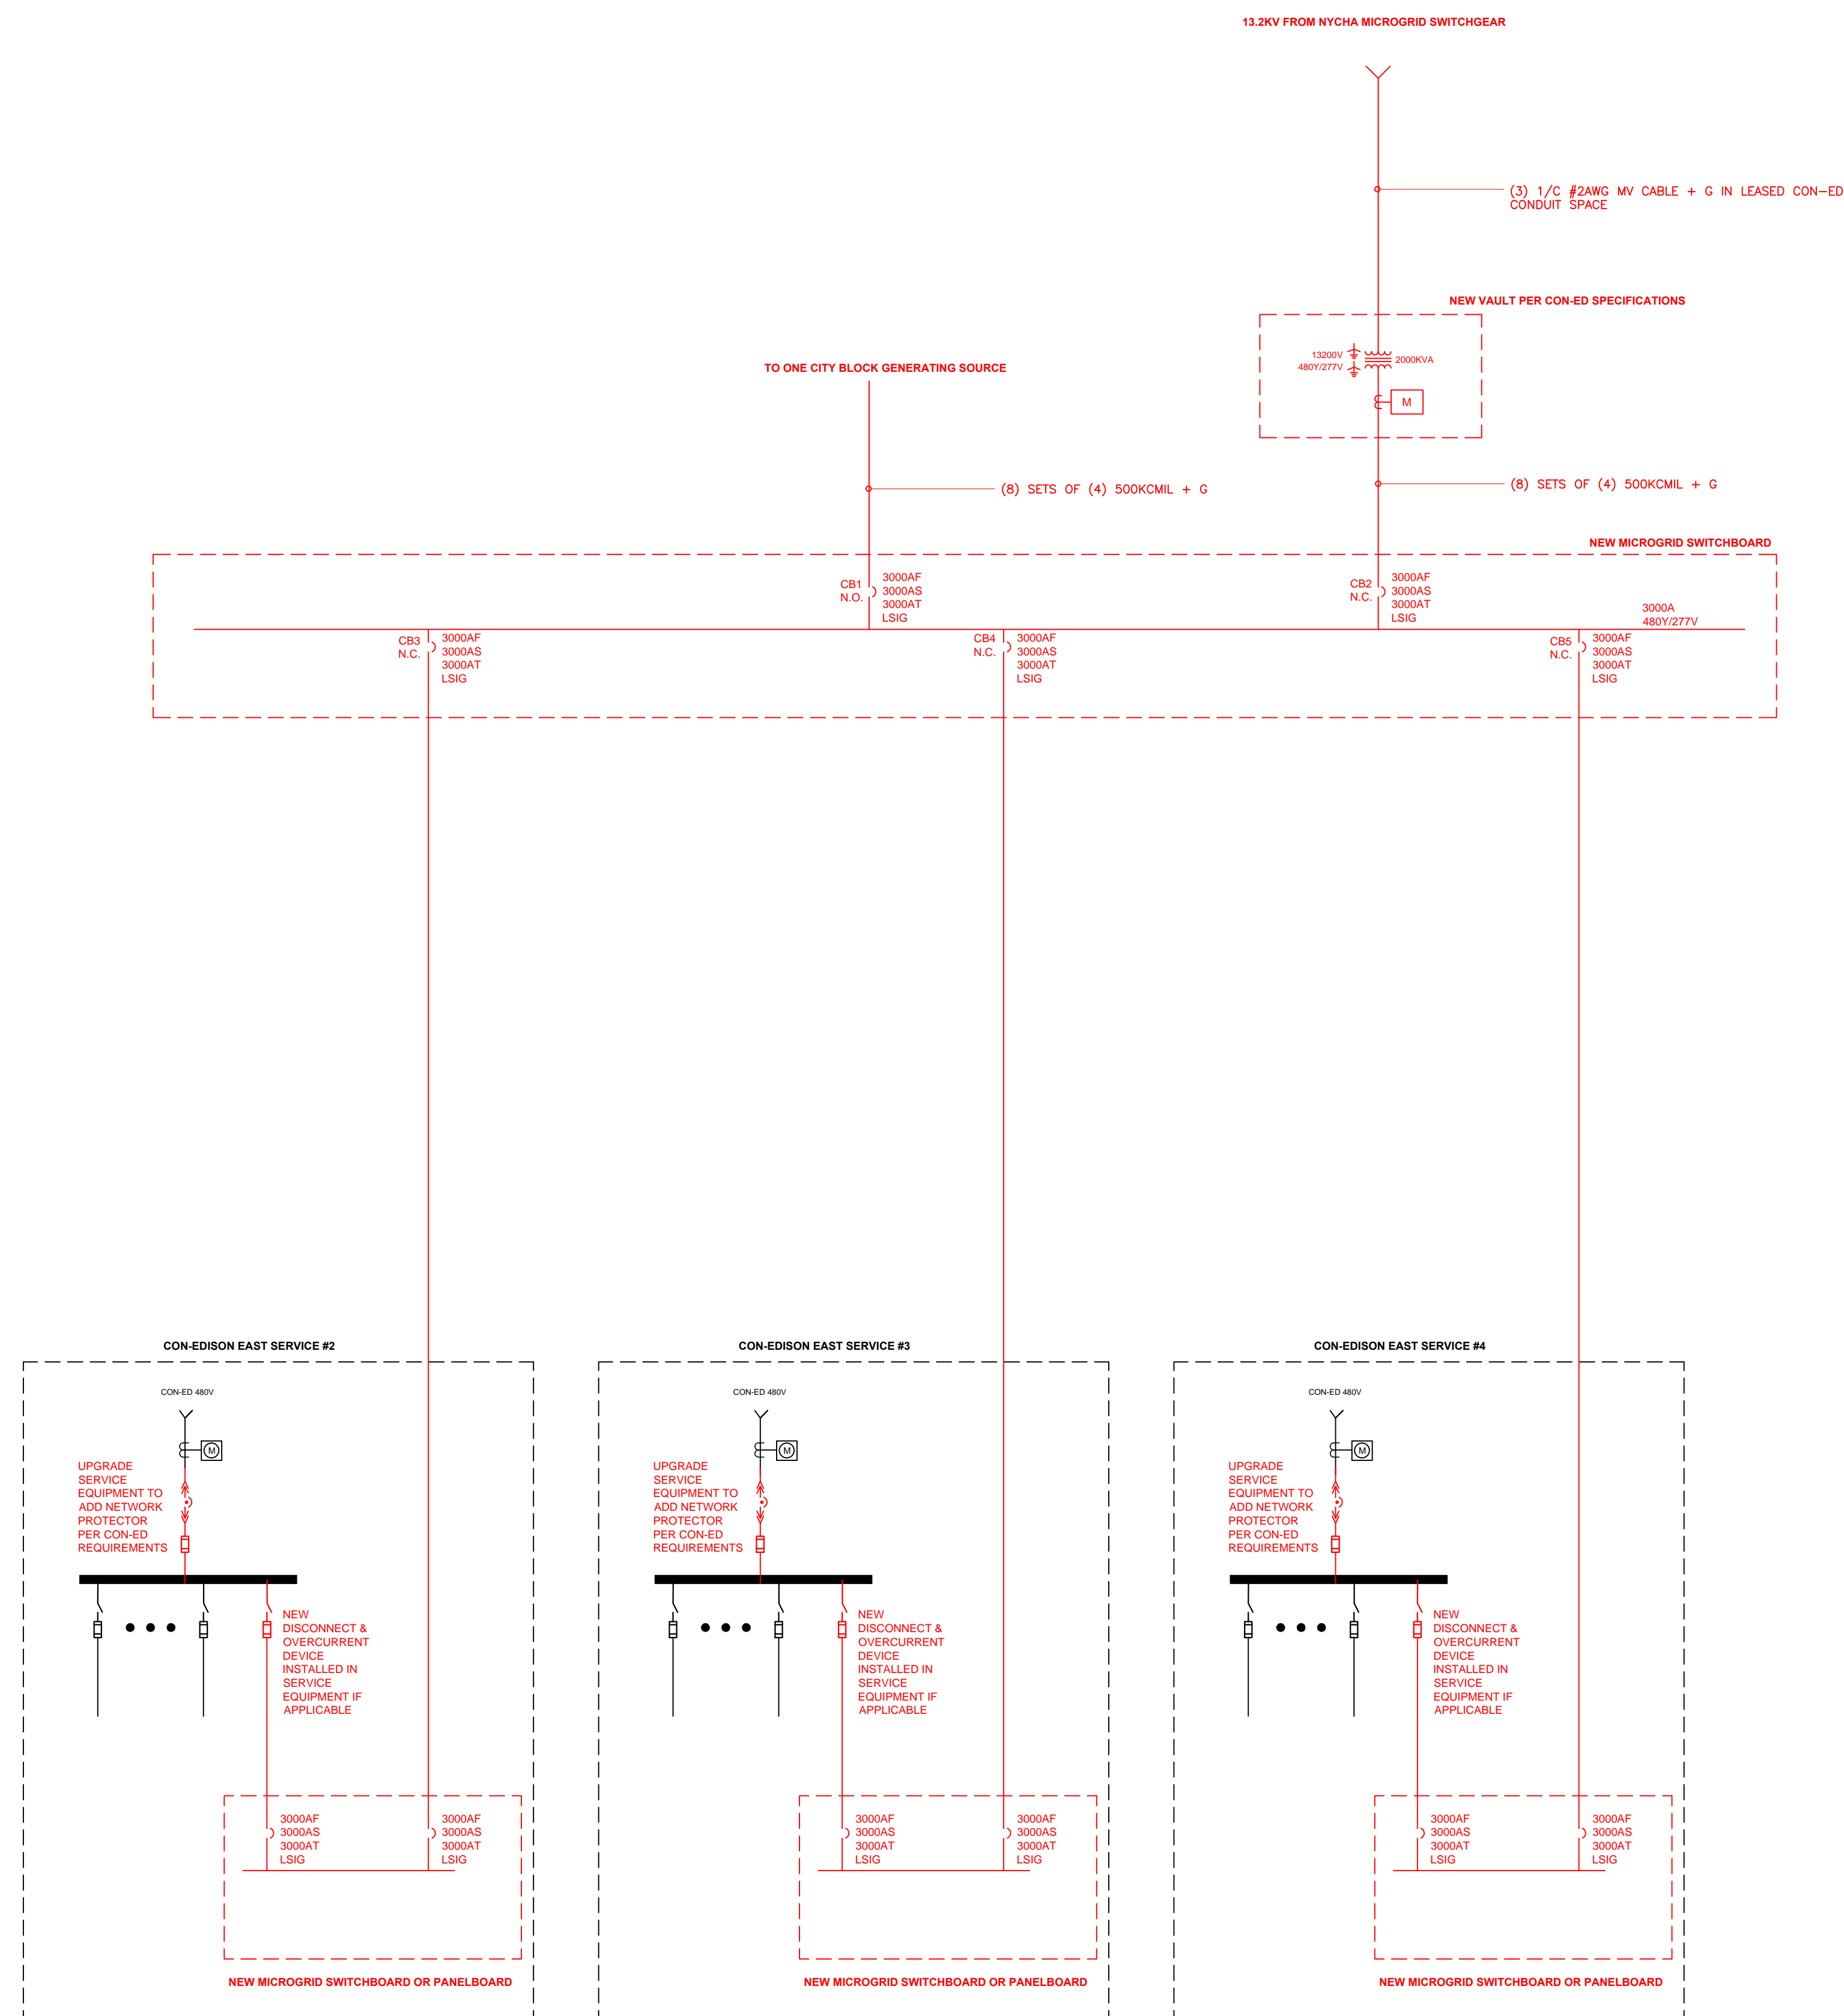 13.2KV FROM NYCHA MICROGRID SWITCHGEAR
(3) 1/C #2AWG MV CABLE + G IN LEASED CON-ED
CONDUIT SPACE
NEW VAULT PER CON-ED SPECIFICATIONS
13200V
480Y/277V
2000KVA
M
TO ONE CITY BLOCK GENERATING SOURCE
(8) SETS OF (4) 500KCMIL + G
(8) SETS OF (4) 500KCMIL + G
NEW MICROGRID SWITCHBOARD
CB1
N.O.
3000AF
3000AS
3000AT
LSIG
CB2
N.C.
3000AF
3000AS
3000AT
LSIG
3000A
480Y/277V
CB3
N.C.
3000AF
3000AS
3000AT
LSIG
CB4
N.C.
3000AF
3000AS
3000AT
LSIG
CB5
N.C.
3000AF
3000AS
3000AT
LSIG
CON-EDISON EAST SERVICE #2
CON-ED 480V
M
UPGRADE
SERVICE
EQUIPMENT TO
ADD NETWORK
PROTECTOR
PER CON-ED
REQUIREMENTS
NEW
DISCONNECT &
OVERCURRENT
DEVICE
INSTALLED IN
SERVICE
EQUIPMENT IF
APPLICABLE
3000AF
3000AS
3000AT
LSIG
3000AF
3000AS
3000AT
LSIG
NEW MICROGRID SWITCHBOARD OR PANELBOARD
CON-EDISON EAST SERVICE #3
CON-ED 480V
M
UPGRADE
SERVICE
EQUIPMENT TO
ADD NETWORK
PROTECTOR
PER CON-ED
REQUIREMENTS
NEW
DISCONNECT &
OVERCURRENT
DEVICE
INSTALLED IN
SERVICE
EQUIPMENT IF
APPLICABLE
3000AF
3000AS
3000AT
LSIG
3000AF
3000AS
3000AT
LSIG
NEW MICROGRID SWITCHBOARD OR PANELBOARD
CON-EDISON EAST SERVICE #4
CON-ED 480V
M
UPGRADE
SERVICE
EQUIPMENT TO
ADD NETWORK
PROTECTOR
PER CON-ED
REQUIREMENTS
NEW
DISCONNECT &
OVERCURRENT
DEVICE
INSTALLED IN
SERVICE
EQUIPMENT IF
APPLICABLE
3000AF
3000AS
3000AT
LSIG
3000AF
3000AS
3000AT
LSIG
NEW MICROGRID SWITCHBOARD OR PANELBOARD